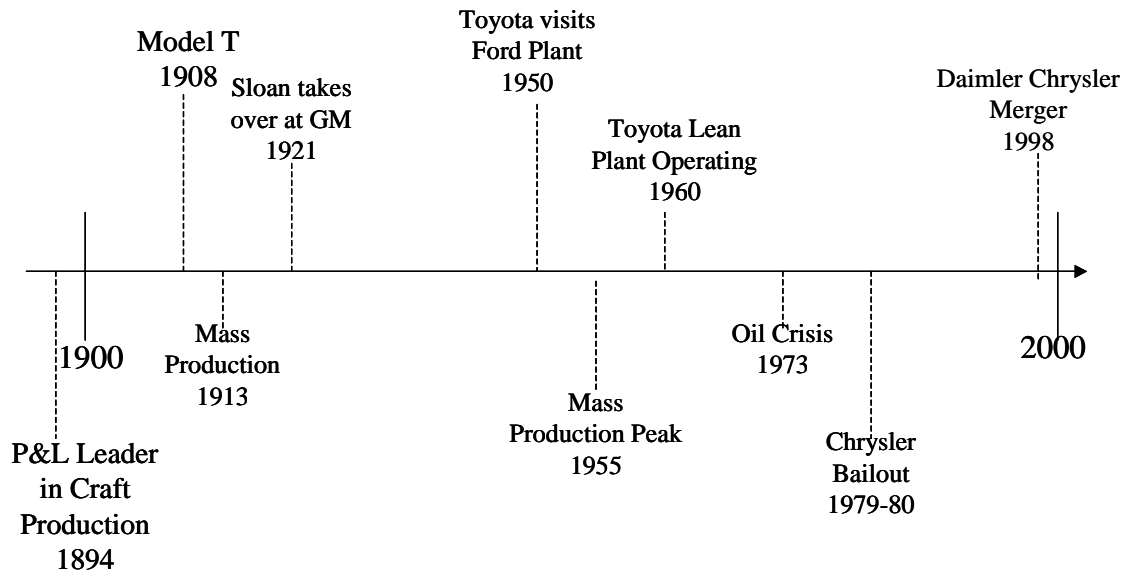 Model T
1908
Sloan takes
over at GM
1921
Toyota visits
Ford Plant
1950
Toyota Lean
Plant Operating
1960
Daimler Chrysler
Merger
1998
1900
2000
P&L Leader
in Craft
Production
1894
Mass
Production
1913
Mass
Production Peak
1955
Oil Crisis
1973
Chrysler
Bailout
1979-80